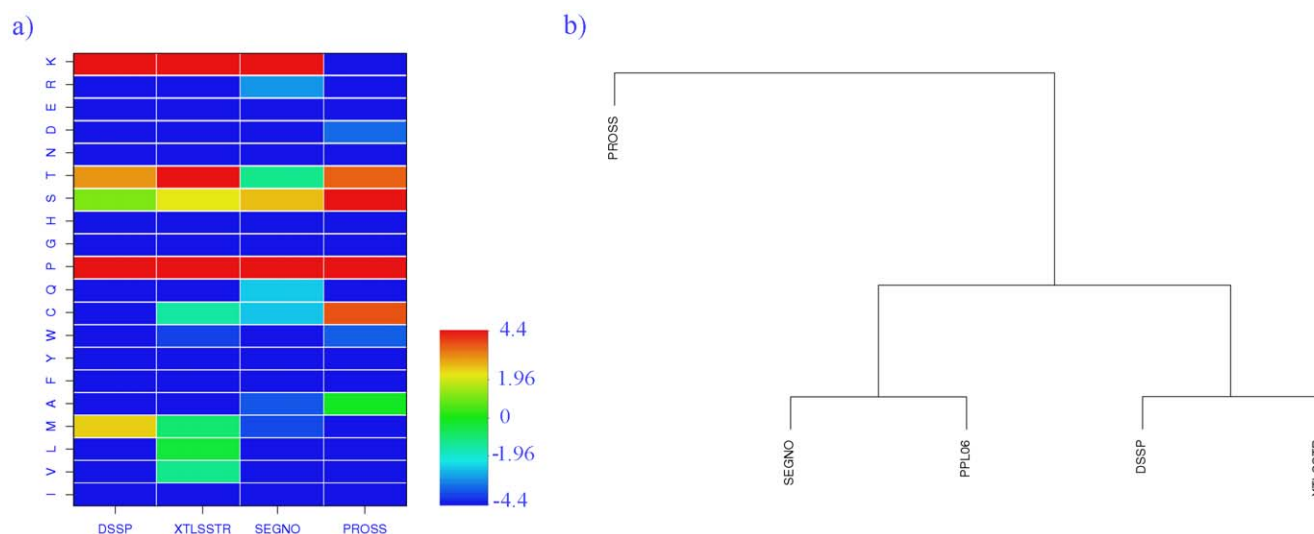 a)
b)
K
R
E
D
N
T
S
H
G
P
Q
C
W
Y
F
A
M
L
V
I
DSSP XTLSSTR SEGNO PROSS
4.4
1.96
0
-1.96
-4.4
PROSS
SEGNO
PPL06
DSSP